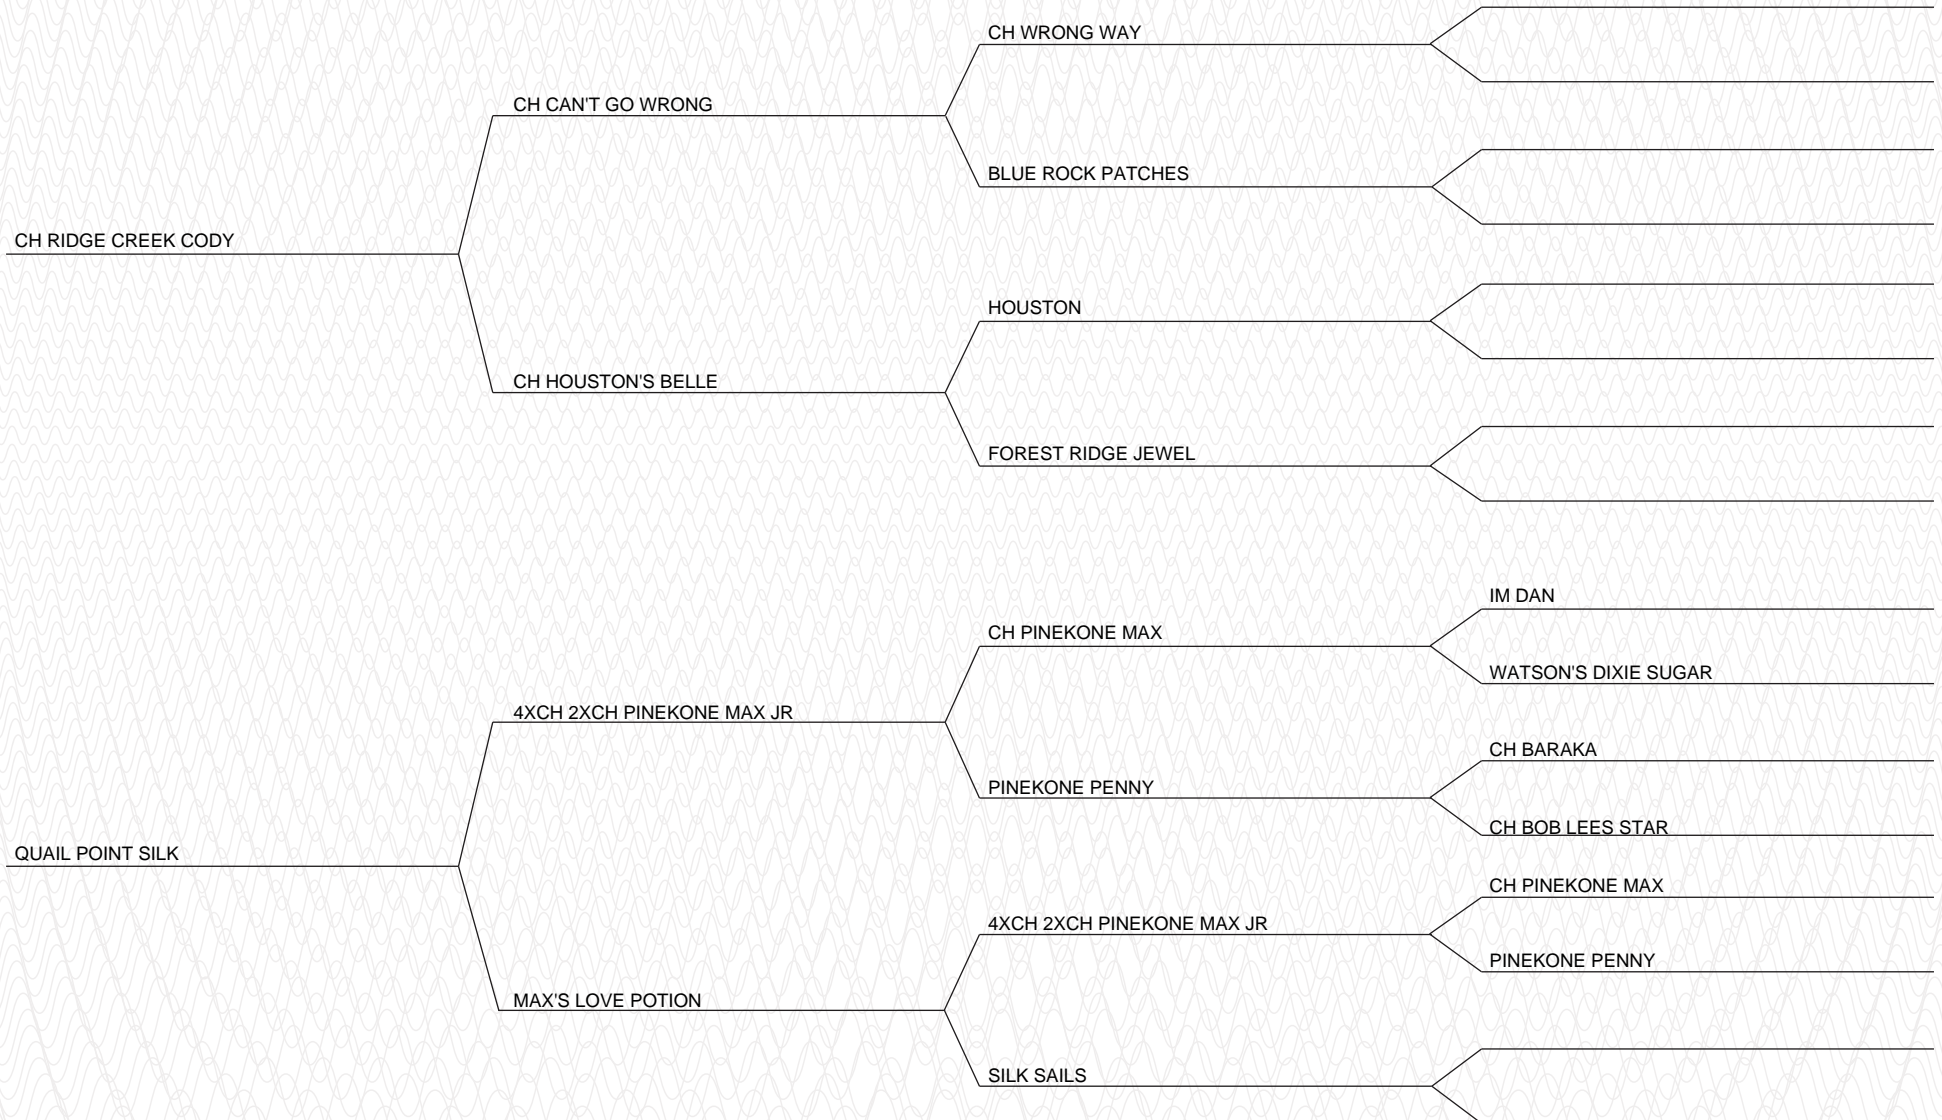 CH WRONG WAY
CH CAN'T GO WRONG
BLUE ROCK PATCHES
CH RIDGE CREEK CODY
HOUSTON
CH HOUSTON'S BELLE
FOREST RIDGE JEWEL
IM DAN
CH PINEKONE MAX
WATSON'S DIXIE SUGAR
4XCH 2XCH PINEKONE MAX JR
CH BARAKA
PINEKONE PENNY
CH BOB LEES STAR
QUAIL POINT SILK
CH PINEKONE MAX
4XCH 2XCH PINEKONE MAX JR
PINEKONE PENNY
MAX'S LOVE POTION
SILK SAILS